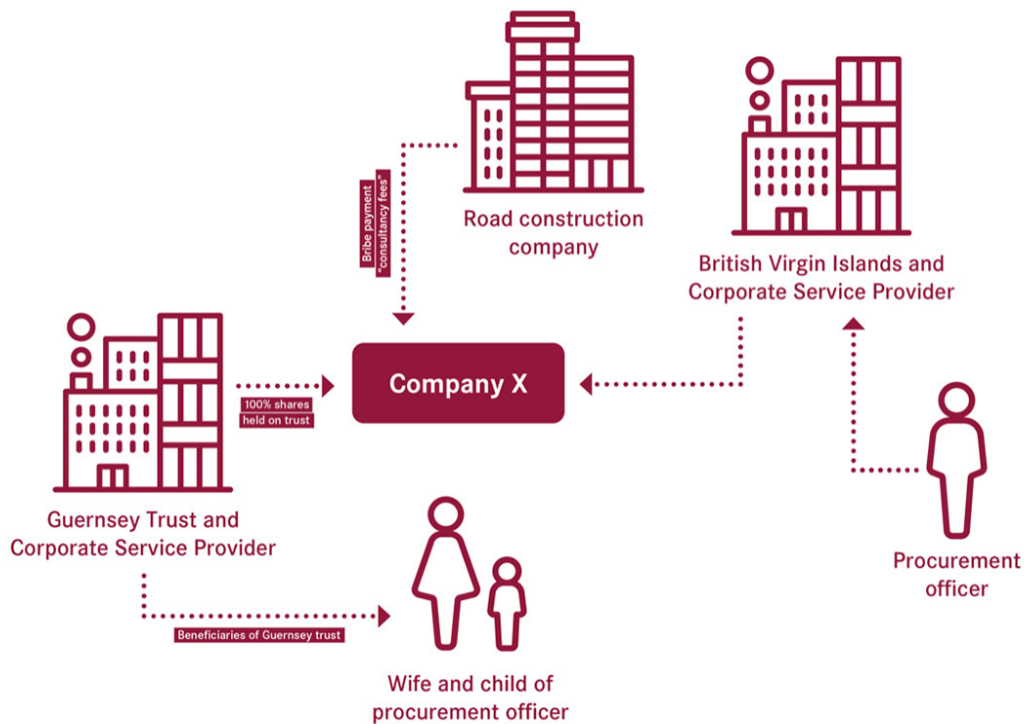 Road construction
company
British Virgin Islands and
Corporate Service Provider
Bribe payment
"consultancy fees"
Company X
100% shares
held on trust
Guernsey Trust and
Corporate Service Provider
Procurement
officer
Beneficiaries of Guernsey trust
Wife and child of
procurement officer